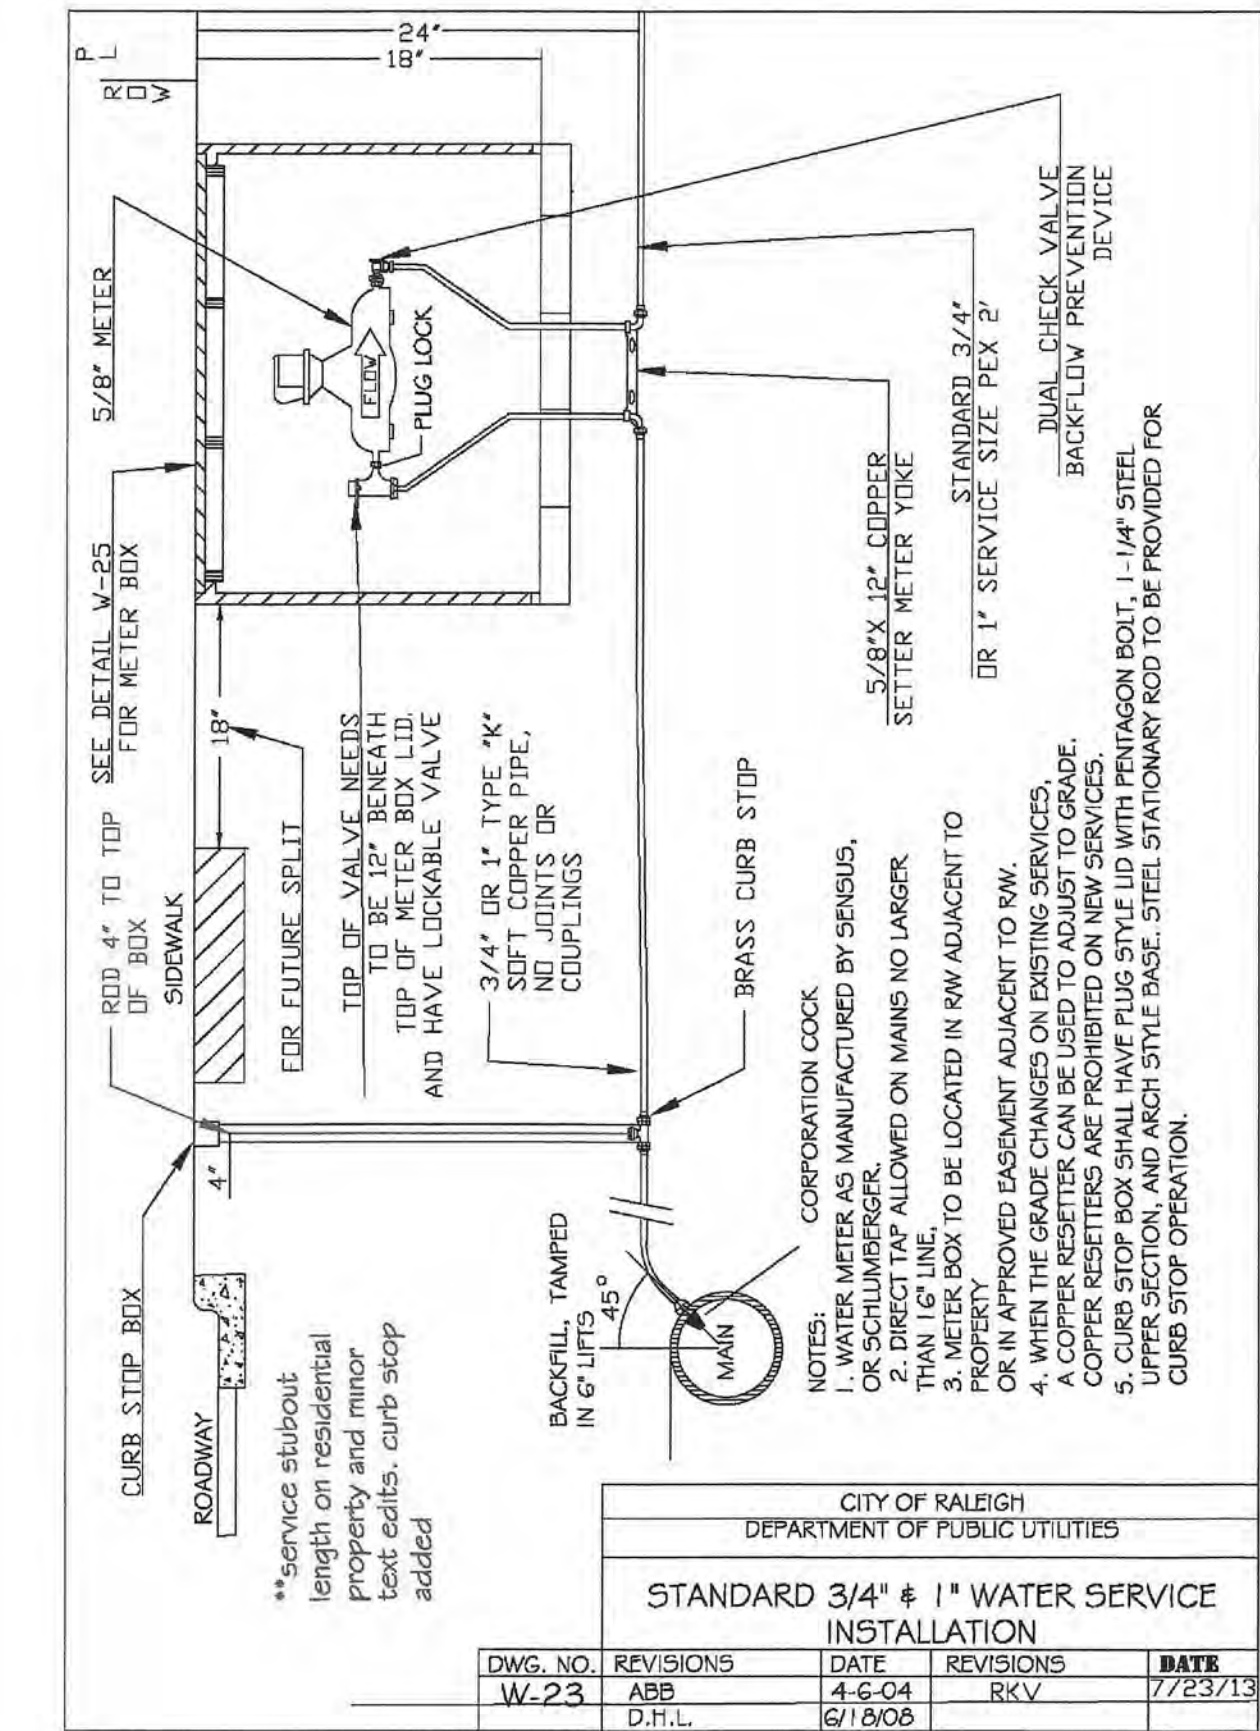 P
L
R
O
W
24"
18"
5/8" METER
SEE DETAIL W-25
FOR METER BOX
ROD 4" TO TOP
OF BOX
SIDEWALK
CURB STOP BOX
ROADWAY
4"
18"
FOR FUTURE SPLIT
FLOW
PLUG LOCK
TOP OF VALVE NEEDS
TO BE 12" BENEATH
TOP OF METER BOX LID.
AND HAVE LOCKABLE VALVE
3/4" OR 1" TYPE "K"
SOFT COPPER PIPE,
NO JOINTS OR
COUPLINGS
**service stubout
length on residential
property and minor
text edits. curb stop
added
BACKFILL, TAMPED
IN 6" LIFTS
45°
MAIN
CORPORATION COCK
BRASS CURB STOP
5/8"X 12" COPPER
SETTER METER YOKE
STANDARD 3/4"
OR 1" SERVICE SIZE PEX 2'
DUAL CHECK VALVE
BACKFLOW PREVENTION
DEVICE
NOTES:
1. WATER METER AS MANUFACTURED BY SENSUS,
OR SCHLUMBERGER.
2. DIRECT TAP ALLOWED ON MAINS NO LARGER
THAN 16" LINE.
3. METER BOX TO BE LOCATED IN R/W ADJACENT TO
PROPERTY
OR IN APPROVED EASEMENT ADJACENT TO R/W.
4. WHEN THE GRADE CHANGES ON EXISTING SERVICES,
A COPPER RESETTER CAN BE USED TO ADJUST TO GRADE.
COPPER RESETTERS ARE PROHIBITED ON NEW SERVICES.
5. CURB STOP BOX SHALL HAVE PLUG STYLE LID WITH PENTAGON BOLT, 1-1/4" STEEL
UPPER SECTION, AND ARCH STYLE BASE. STEEL STATIONARY ROD TO BE PROVIDED FOR
CURB STOP OPERATION.
CITY OF RALEIGH
DEPARTMENT OF PUBLIC UTILITIES
STANDARD 3/4" & 1" WATER SERVICE
INSTALLATION
DWG. NO. REVISIONS DATE REVISIONS DATE
W-23 ABB 4-6-04 RKV 7/23/13
D.H.L. 6/18/08